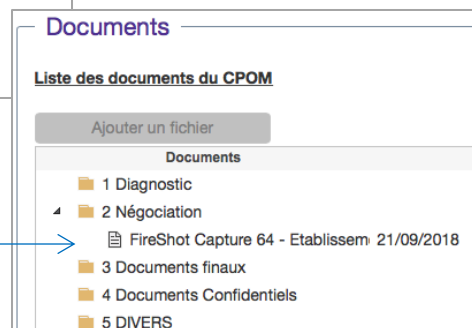 Documents
Liste des documents du CPOM
Ajouter un fichier
Documents
1 Diagnostic
2 Négociation
FireShot Capture 64 - Etablissem 21/09/2018
3 Documents finaux
4 Documents Confidentiels
5 DIVERS